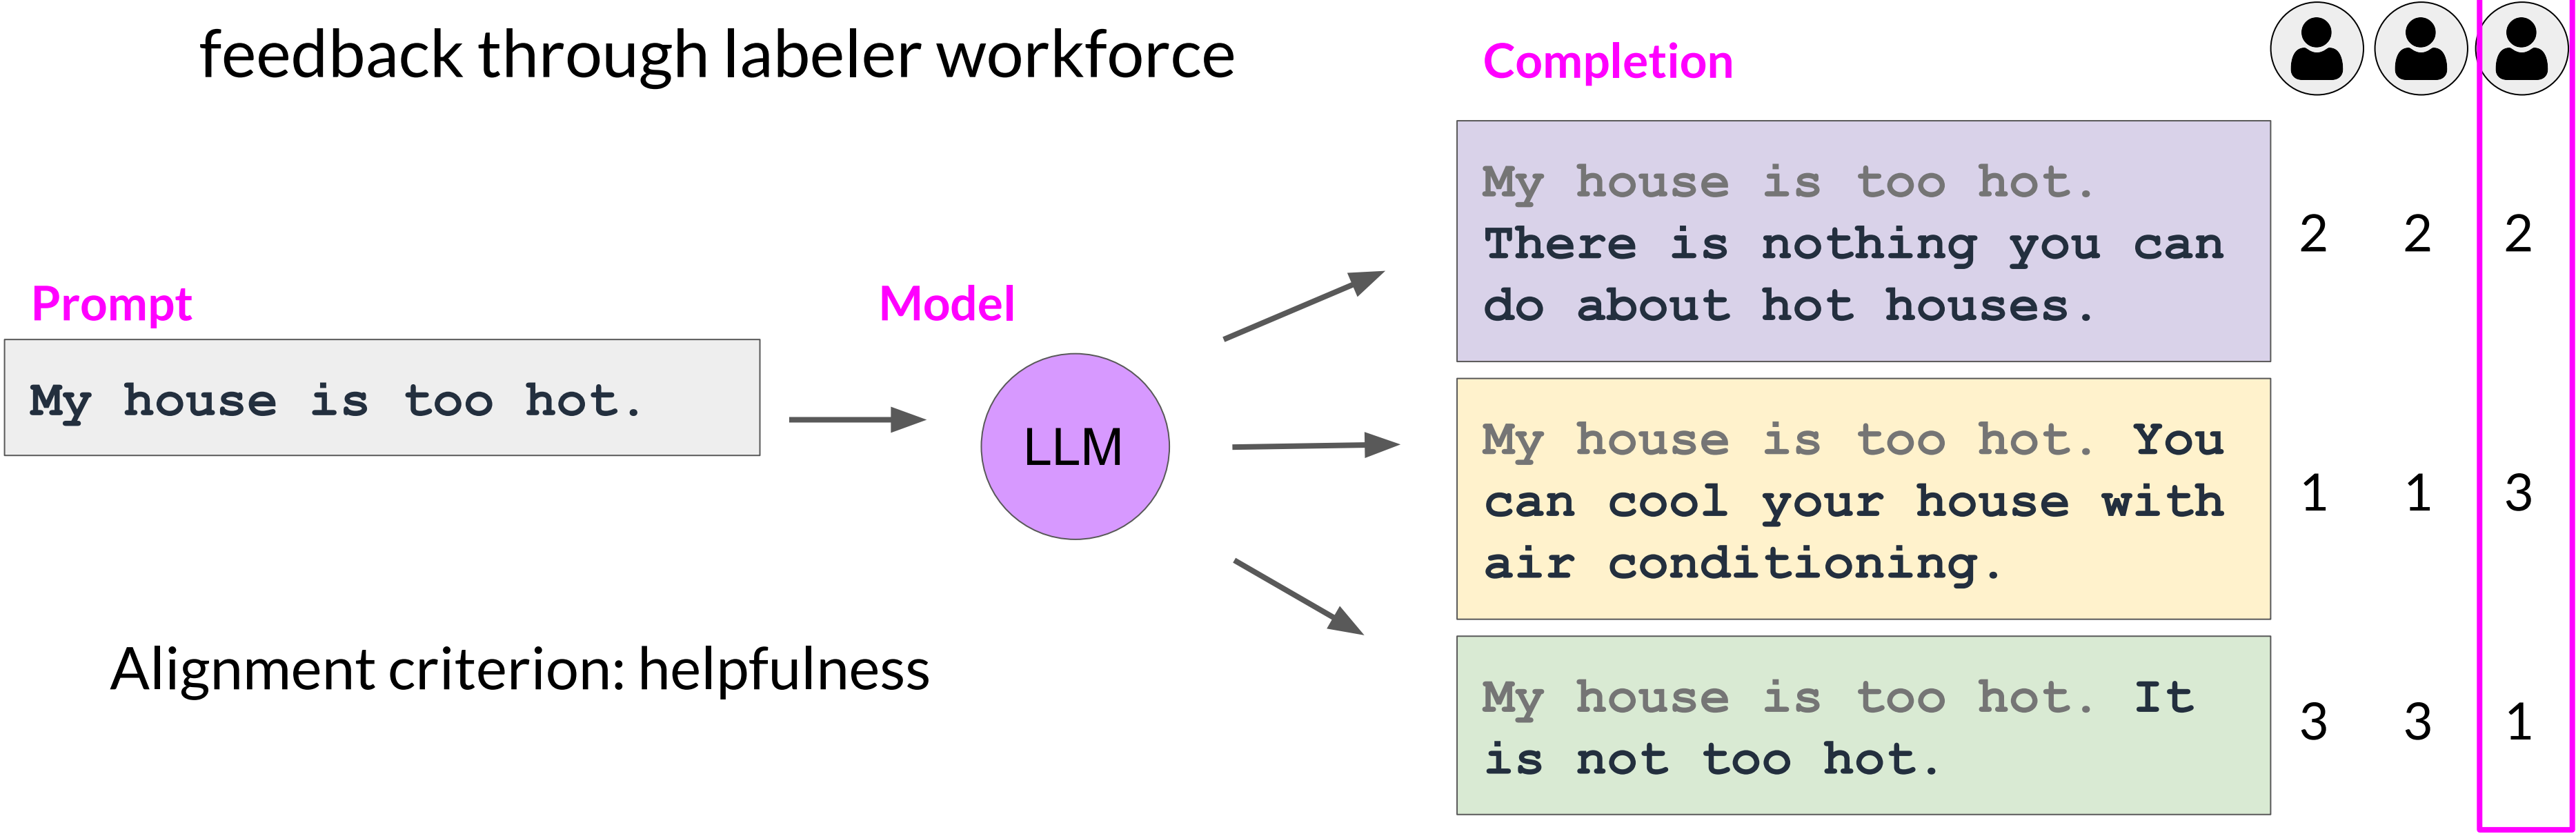 feedback through labeler workforce
Completion
My house is too hot.
There is nothing you can
do about hot houses.
2 2 2
Prompt
Model
My house is too hot.
LLM
My house is too hot. You
can cool your house with
air conditioning.
1 1 3
Alignment criterion: helpfulness
My house is too hot. It
is not too hot.
3 3 1